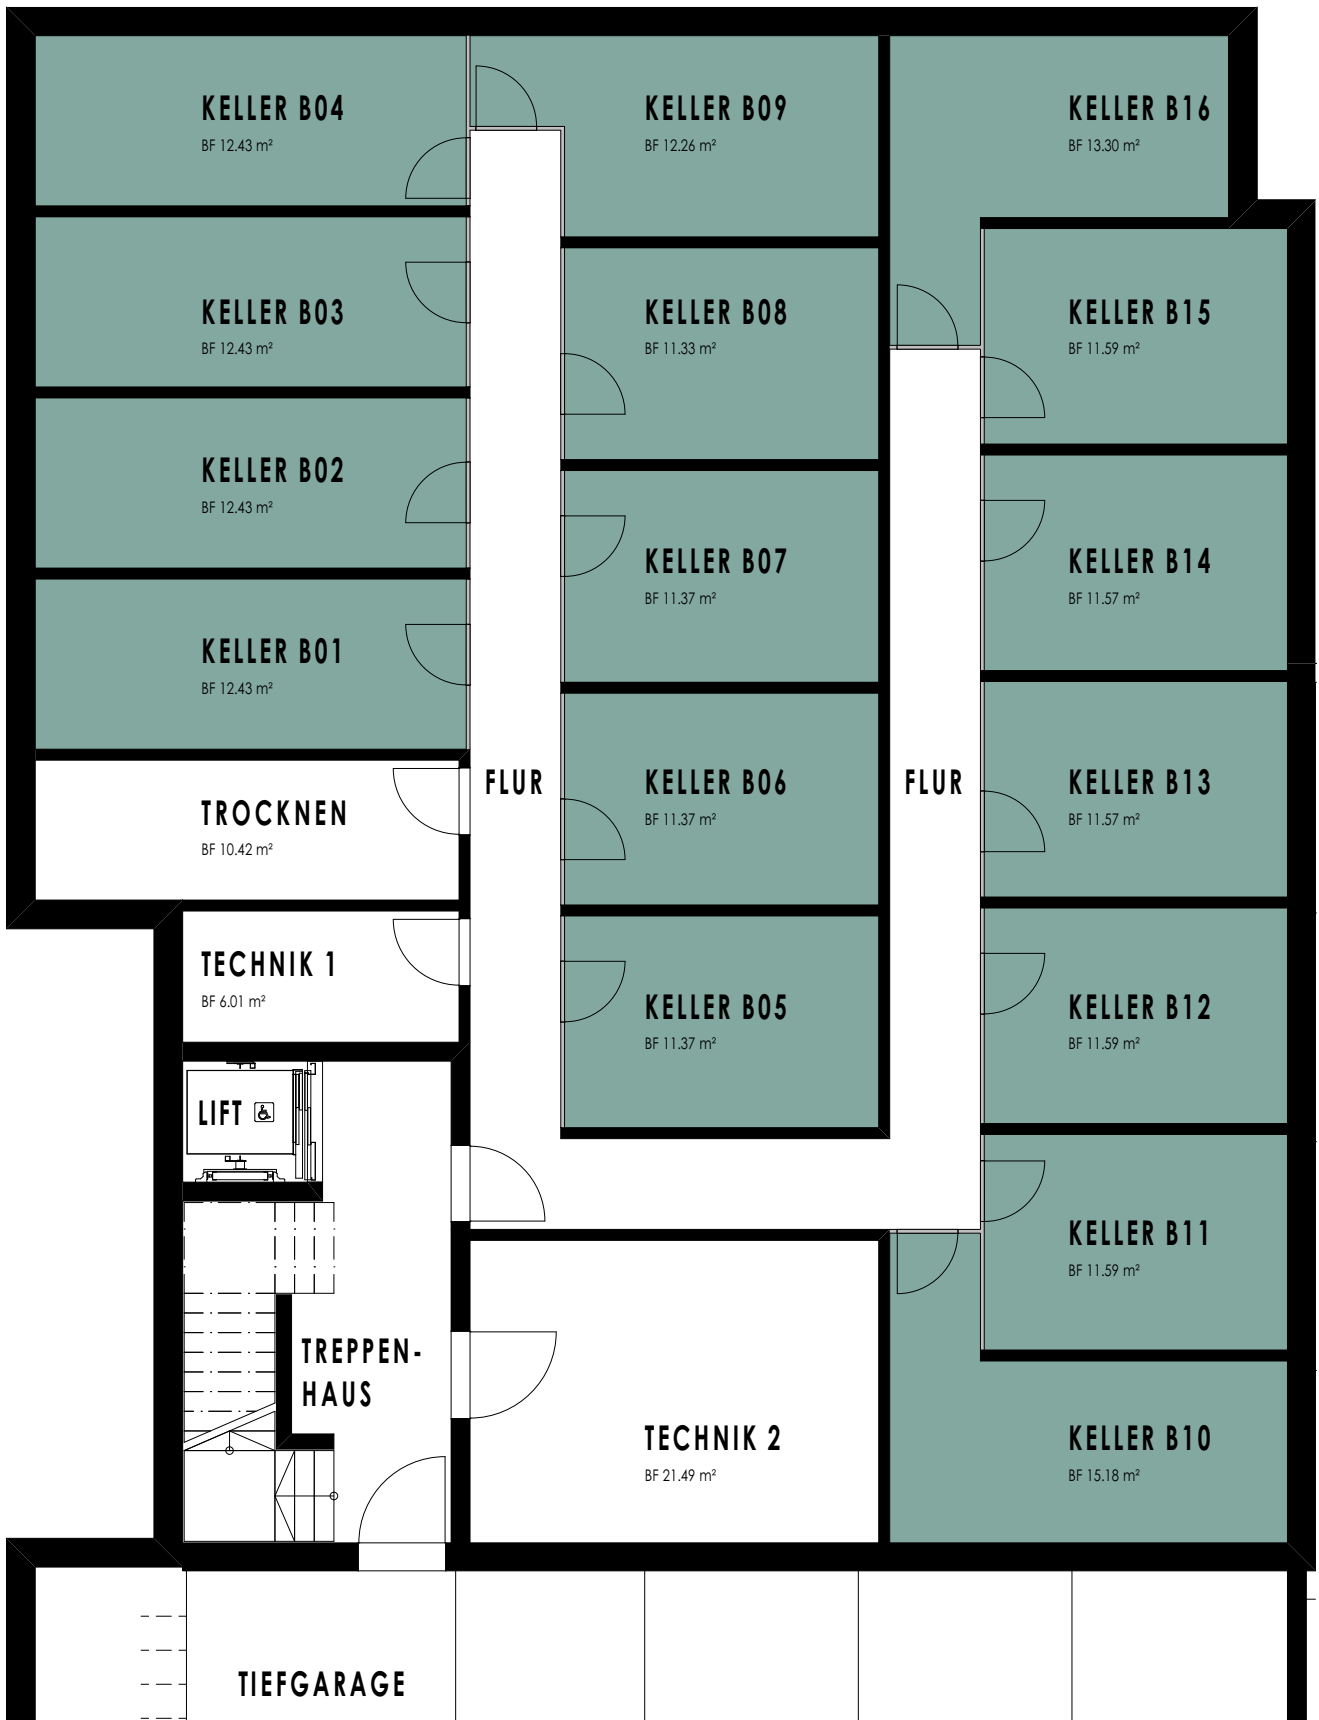 KELLER B04
BF 12.43 m²
KELLER B09
BF 12.26 m²
KELLER B16
BF 13.30 m²
KELLER B03
BF 12.43 m²
KELLER B08
BF 11.33 m²
KELLER B15
BF 11.59 m²
KELLER B02
BF 12.43 m²
KELLER B07
BF 11.37 m²
KELLER B14
BF 11.57 m²
KELLER B01
BF 12.43 m²
FLUR
KELLER B06
BF 11.37 m²
FLUR
KELLER B13
BF 11.57 m²
TROCKNEN
BF 10.42 m²
TECHNIK 1
BF 6.01 m²
KELLER B05
BF 11.37 m²
KELLER B12
BF 11.59 m²
LIFT
KELLER B11
BF 11.59 m²
TREPPEN-
HAUS
TECHNIK 2
BF 21.49 m²
KELLER B10
BF 15.18 m²
TIEFGARAGE